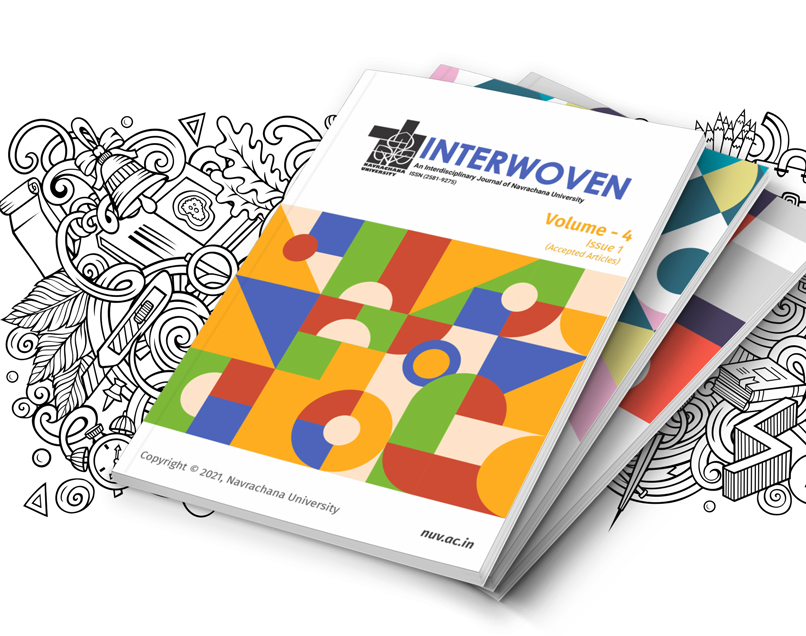 NAVRACHANA
UNIVERSITY
INTERWOVEN
An Interdisciplinary Journal of Navrachana University
ISSN (2581-9275)
Volume - 4
Issue 1
(Accepted Articles)
Copyright © 2021, Navrachana University
nuv.ac.in